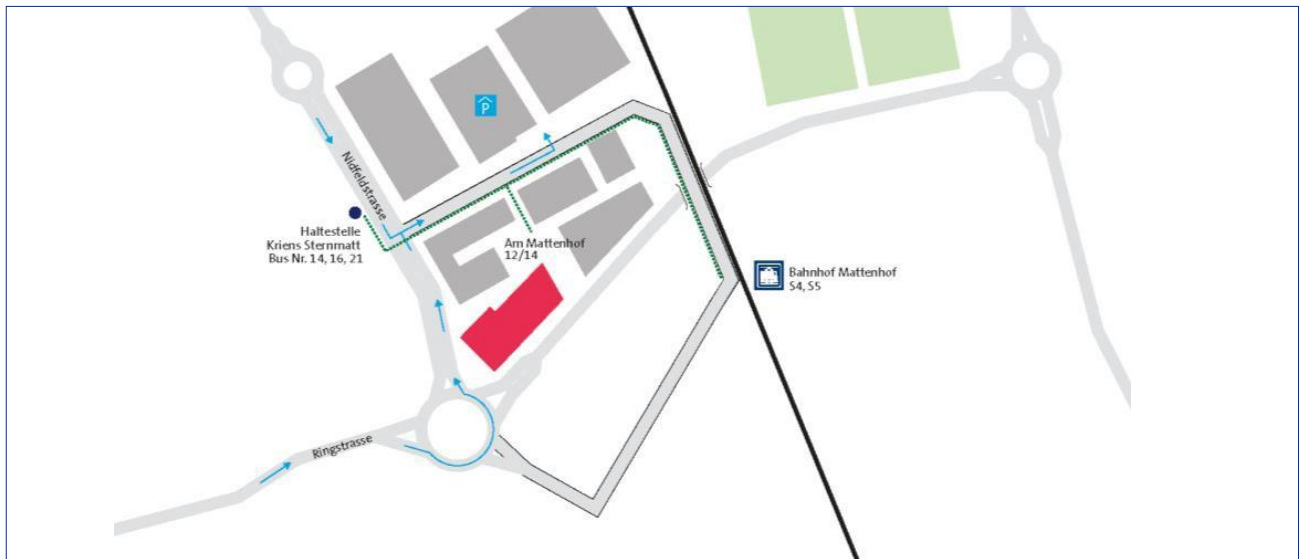 P
Nidfeldstrasse
Haltestelle
Kriens Sternmatt
Bus Nr. 14, 16, 21
Am Mattenhof
12/14
Bahnhof Mattenhof
S4, S5
Ringstrasse